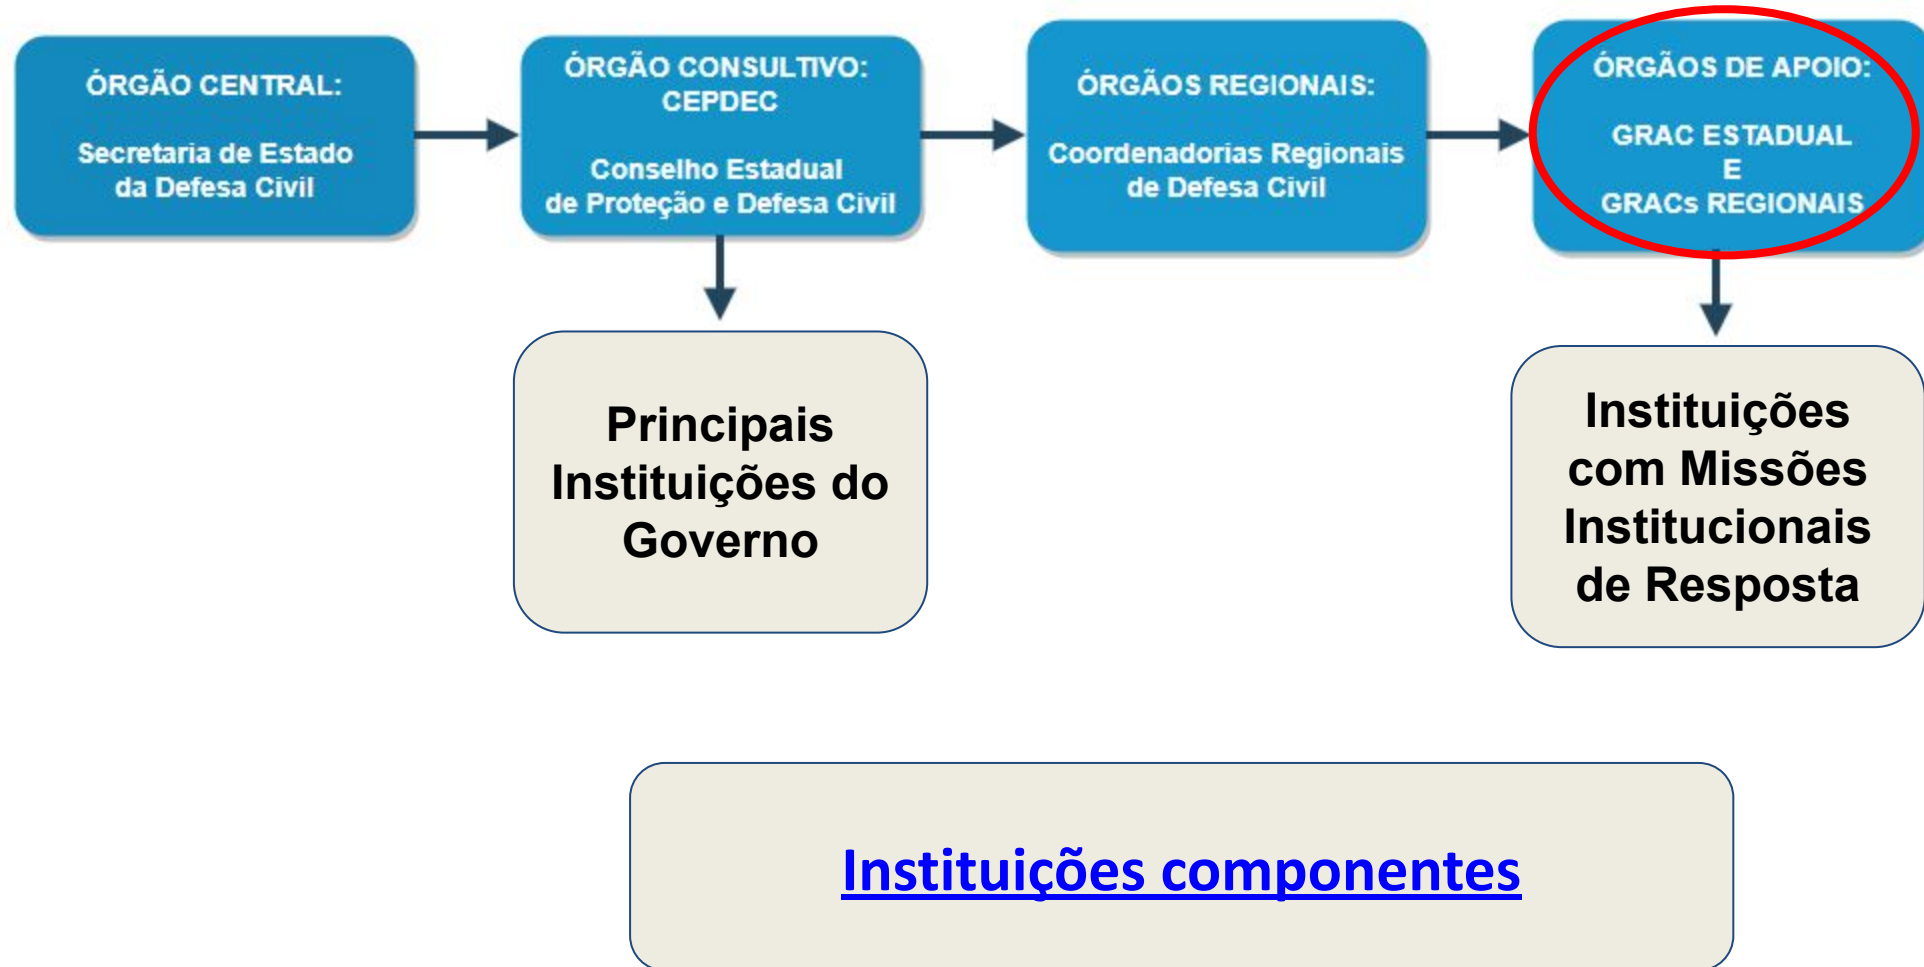 ÓRGÃO CENTRAL:
Secretaria de Estado
da Defesa Civil
ÓRGÃO CONSULTIVO:
CEPDEC
Conselho Estadual
de Proteção e Defesa Civil
ÓRGÃOS REGIONAIS:
Coordenadorias Regionais
de Defesa Civil
ÓRGÃOS DE APOIO:
GRAC ESTADUAL
E
GRACs REGIONAIS
Principais
Instituições do
Governo
Instituições
com Missões
Institucionais
de Resposta
Instituições componentes